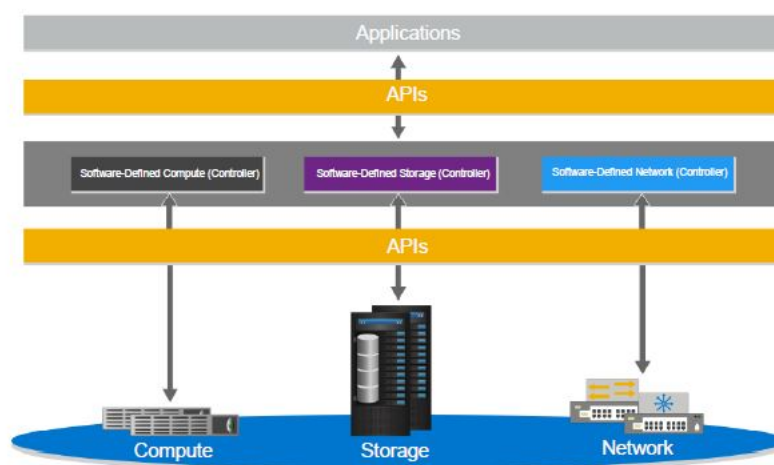 Applications
APIs
Software-Defined Compute (Controller)
Software-Defined Storage (Controller)
Software-Defined Network (Controller)
APIs
Compute
Storage
Network